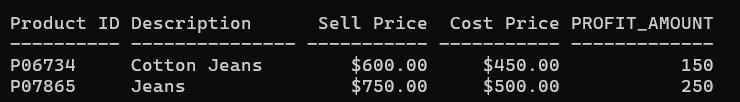 Product ID Description      Sell Price  Cost Price PROFIT_AMOUNT
---------- --------------- ----------- ----------- -------------
P06734     Cotton Jeans        $600.00     $450.00           150
P07865     Jeans               $750.00     $500.00           250